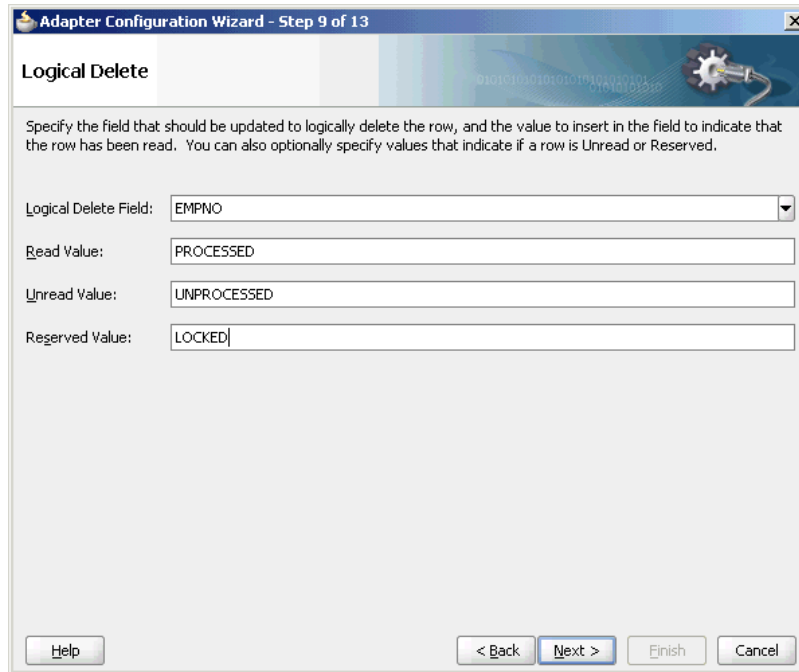 Adapter Configuration Wizard - Step 9 of 13
Logical Delete
Specify the field that should be updated to logically delete the row, and the value to insert in the field to indicate that
the row has been read. You can also optionally specify values that indicate if a row is Unread or Reserved.
Logical Delete Field: EMPNO
Read Value: PROCESSED
Unread Value: UNPROCESSED
Reserved Value: LOCKED
Help < Back Next > Finish Cancel